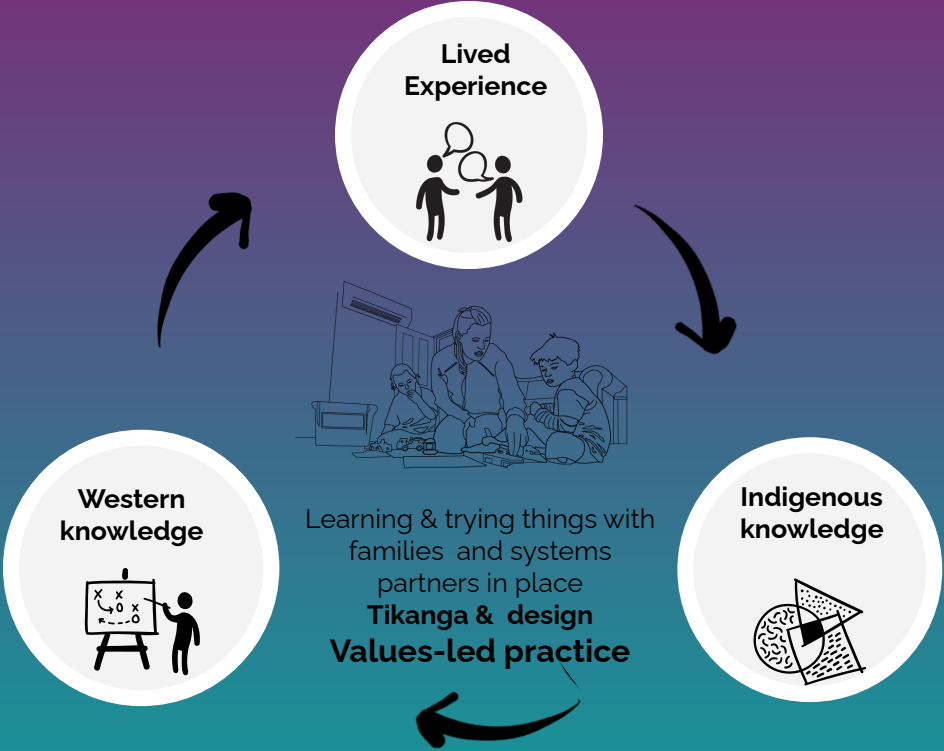 Lived
Experience
Western
knowledge
Indigenous
knowledge
Learning & trying things with
families and systems
partners in place
Tikanga & design
Values-led practice